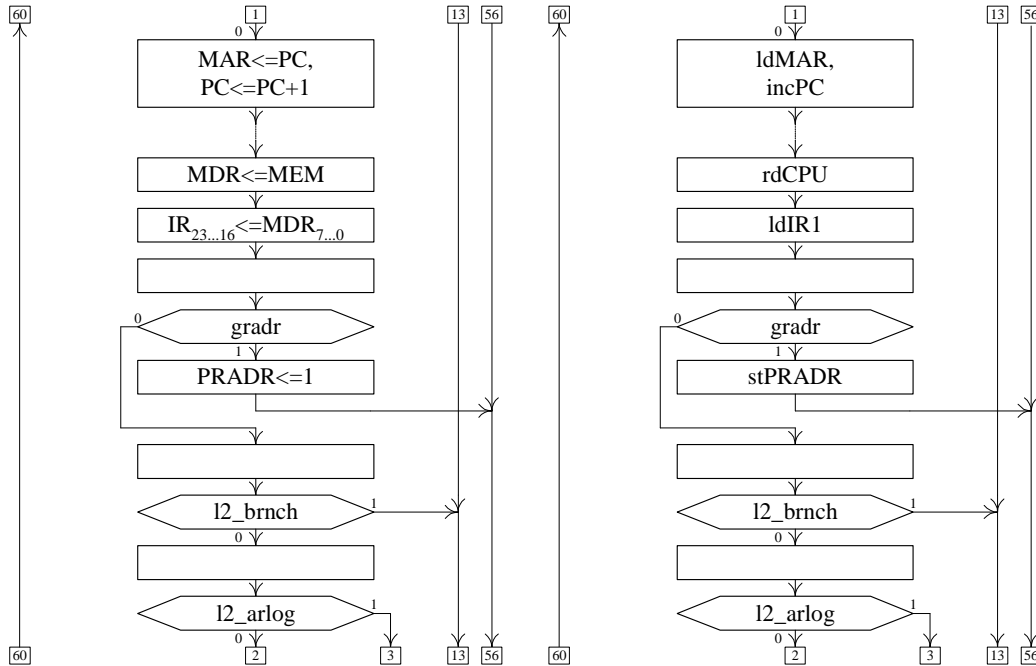 60
1
13
56
0
MAR<=PC,
PC<=PC+1
MDR<=MEM
IR23...16<=MDR7...0
0
gradr
1
PRADR<=1
l2_brnch
1
0
l2_arlog
1
0
60
2
3
13
56
60
1
13
56
0
ldMAR,
incPC
rdCPU
ldIR1
0
gradr
1
stPRADR
l2_brnch
1
0
l2_arlog
1
0
60
2
3
13
56